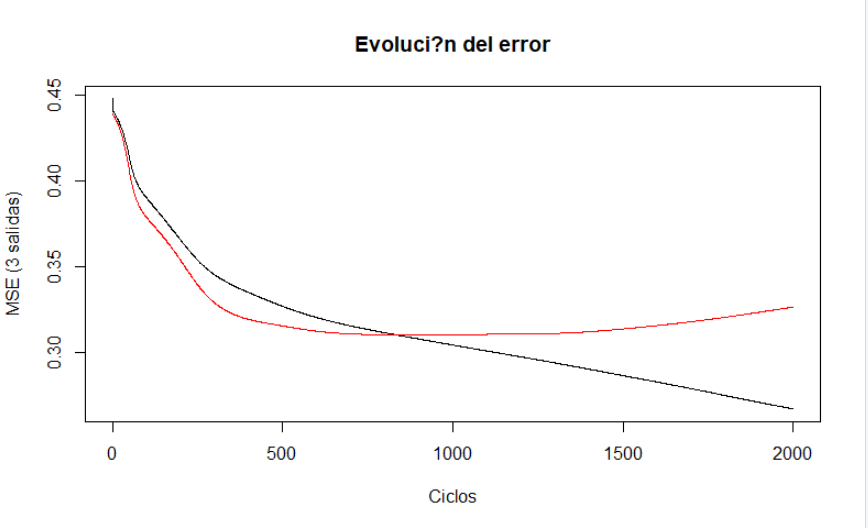 Evoluci?n del error
MSE (3 salidas)
0.45
0.40
0.35
0.30
0 500 1000 1500 2000
Ciclos